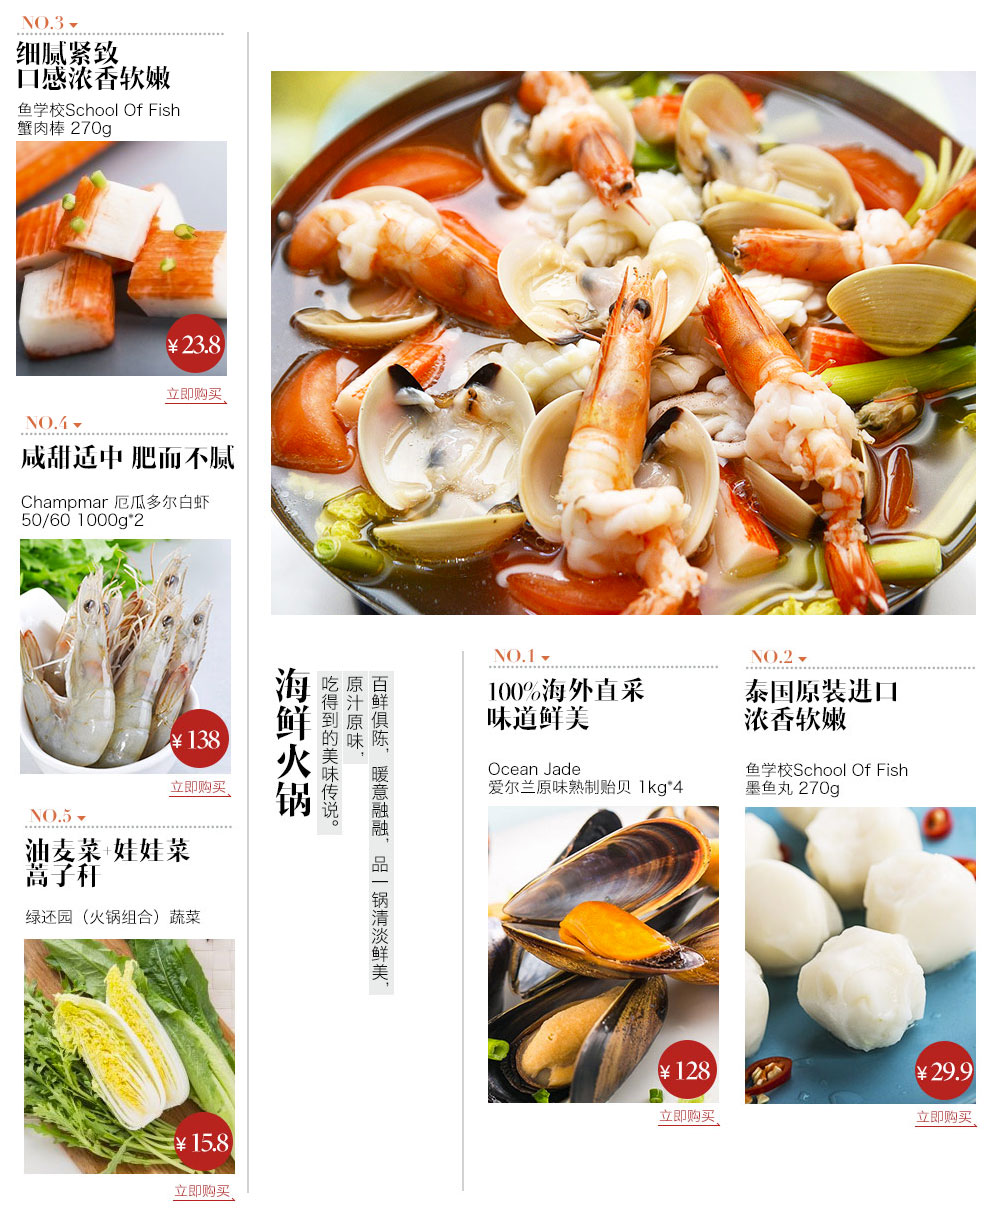 NO.3
细腻紧致
口感浓香软嫩
鱼学校School Of Fish
蟹肉棒 270g
¥23.8
立即购买
NO.4
咸甜适中 肥而不腻
Champmar 厄瓜多尔白虾
50/60 1000g*2
¥138
立即购买
NO.5
油麦菜+娃娃菜
蒿子秆
绿还园（火锅组合）蔬菜
¥15.8
立即购买
海鲜火锅
百鲜俱陈，暖意融融，品一锅清淡鲜美，
原汁原味，
吃得到的美味传说。
NO.1
100%海外直采
味道鲜美
Ocean Jade
爱尔兰原味熟制贻贝 1kg*4
¥128
立即购买
NO.2
泰国原装进口
浓香软嫩
鱼学校School Of Fish
墨鱼丸 270g
¥29.9
立即购买